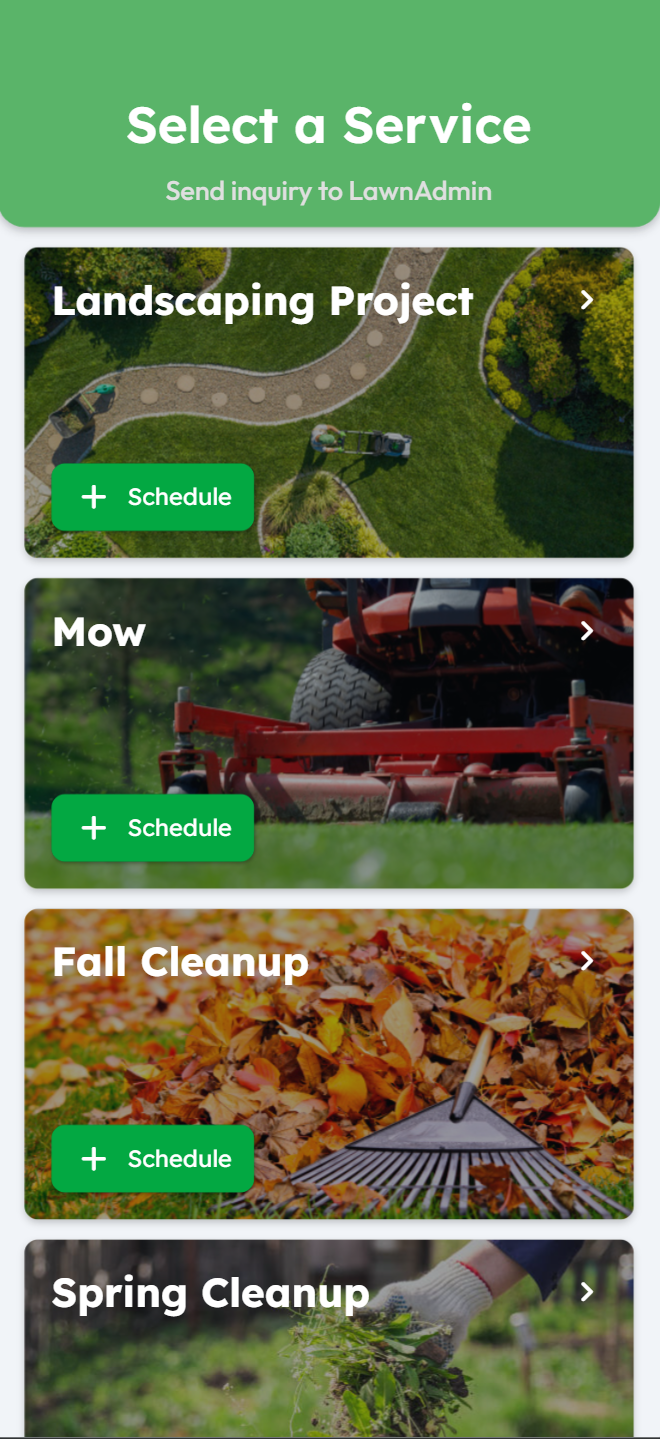 Select a Service
Send inquiry to LawnAdmin
Landscaping Project
Schedule
Mow
Schedule
Fall Cleanup
Schedule
Spring Cleanup